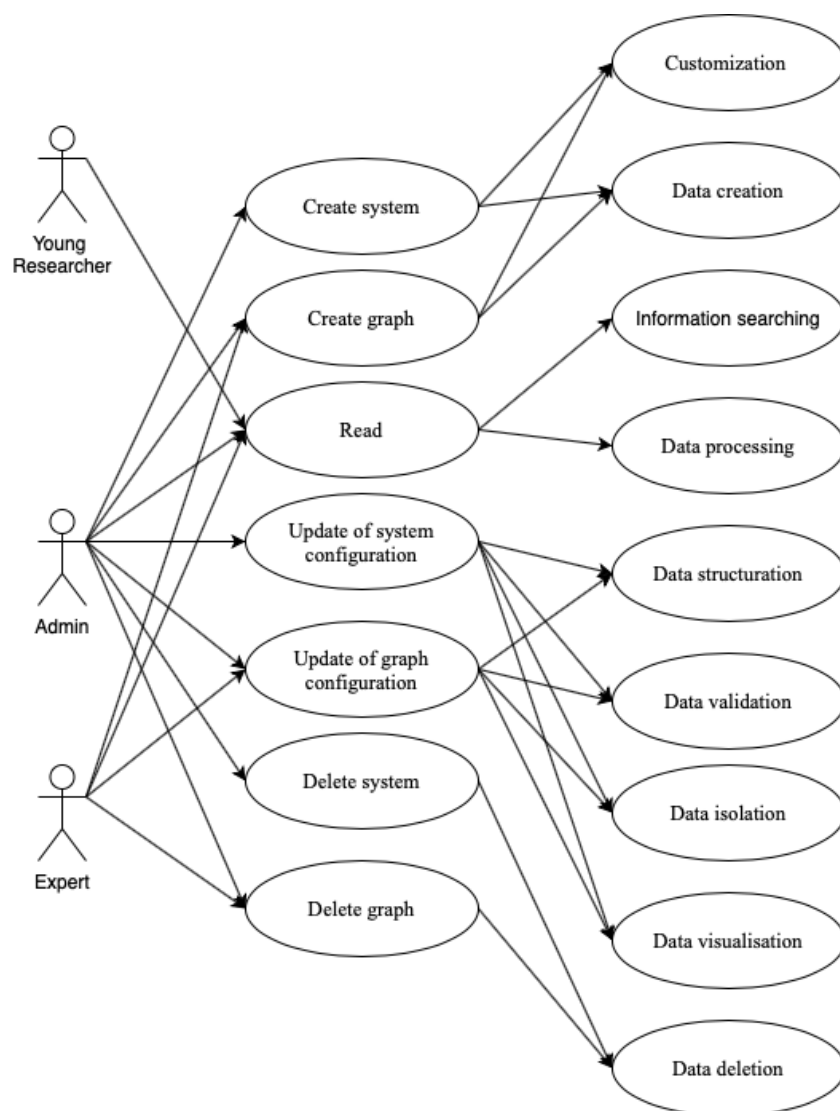 Customization
Young
Researcher
Create system
Data creation
Create graph
Information searching
Read
Data processing
Admin
Update of system
configuration
Data structuration
Update of graph
configuration
Data validation
Expert
Delete system
Data isolation
Delete graph
Data visualisation
Data deletion